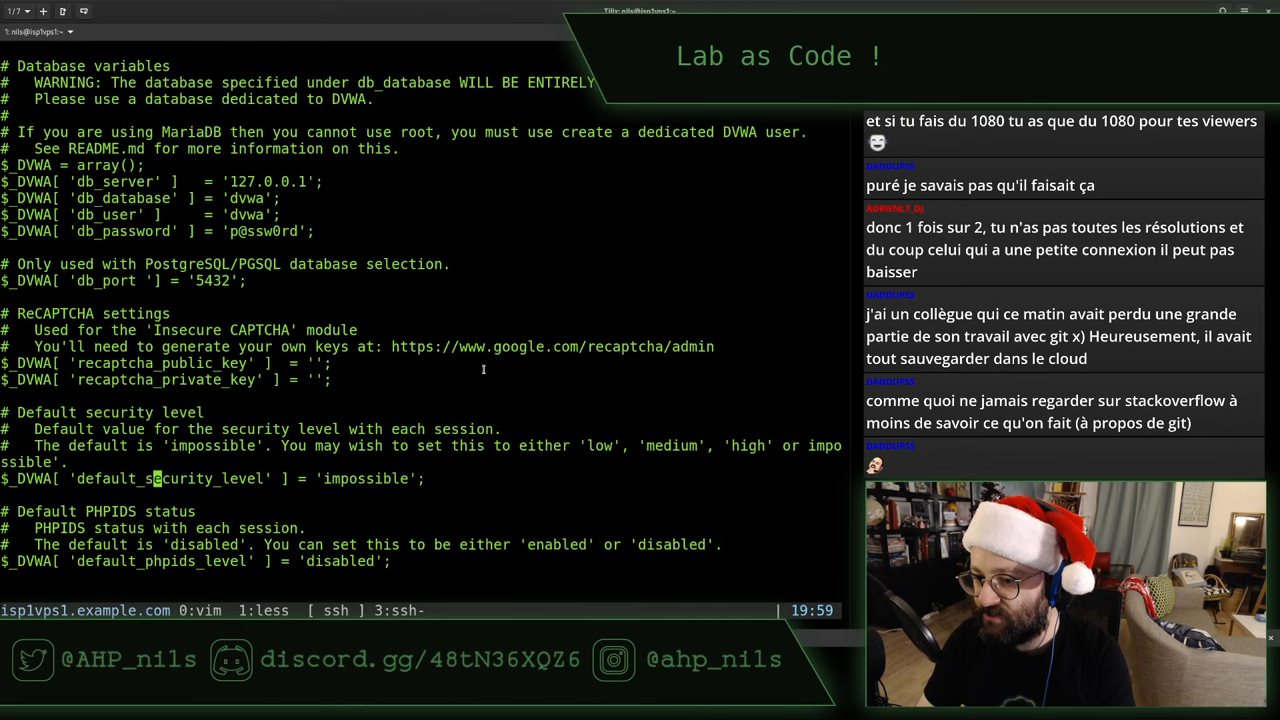 1/7
Tilix: nils@isp1vps1:~
1: nils@isp1vps1:~
Lab as Code !
# Database variables
#   WARNING: The database specified under db_database WILL BE ENTIRELY
#   Please use a database dedicated to DVWA.
#
# If you are using MariaDB then you cannot use root, you must use create a dedicated DVWA user.
#   See README.md for more information on this.
$_DVWA = array();
$_DVWA[ 'db_server' ]   = '127.0.0.1';
$_DVWA[ 'db_database' ] = 'dvwa';
$_DVWA[ 'db_user' ]     = 'dvwa';
$_DVWA[ 'db_password' ] = 'p@ssw0rd';
# Only used with PostgreSQL/PGSQL database selection.
$_DVWA[ 'db_port '] = '5432';
# ReCAPTCHA settings
#   Used for the 'Insecure CAPTCHA' module
#   You'll need to generate your own keys at: https://www.google.com/recaptcha/admin
$_DVWA[ 'recaptcha_public_key' ]  = '';
$_DVWA[ 'recaptcha_private_key' ] = '';
# Default security level
#   Default value for the security level with each session.
#   The default is 'impossible'. You may wish to set this to either 'low', 'medium', 'high' or impo
ssible'.
$_DVWA[ 'default_security_level' ] = 'impossible';
# Default PHPIDS status
#   PHPIDS status with each session.
#   The default is 'disabled'. You can set this to be either 'enabled' or 'disabled'.
$_DVWA[ 'default_phpids_level' ] = 'disabled';
isp1vps1.example.com 0:vim  1:less  [ ssh ] 3:ssh-   | 19:59
et si tu fais du 1080 tu as que du 1080 pour tes viewers
DADDUPSS
puré je savais pas qu'il faisait ça
ADRIENLT_DJ
donc 1 fois sur 2, tu n'as pas toutes les résolutions et
du coup celui qui a une petite connexion il peut pas
baisser
DADDUPSS
j'ai un collègue qui ce matin avait perdu une grande
partie de son travail avec git x) Heureusement, il avait
tout sauvegarder dans le cloud
DADDUPSS
comme quoi ne jamais regarder sur stackoverflow à
moins de savoir ce qu'on fait (à propos de git)
DADDUPSS
@AHP_nils
discord.gg/48tN36XQZ6
@ahp_nils